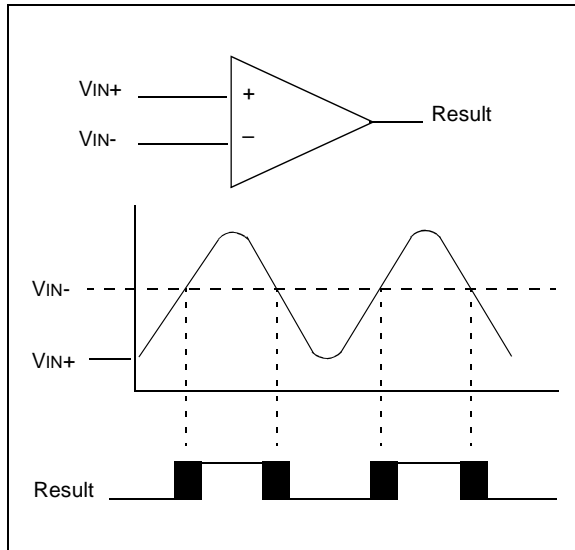 VIN+
+
Result
VIN-
–
VIN-
VIN+
Result